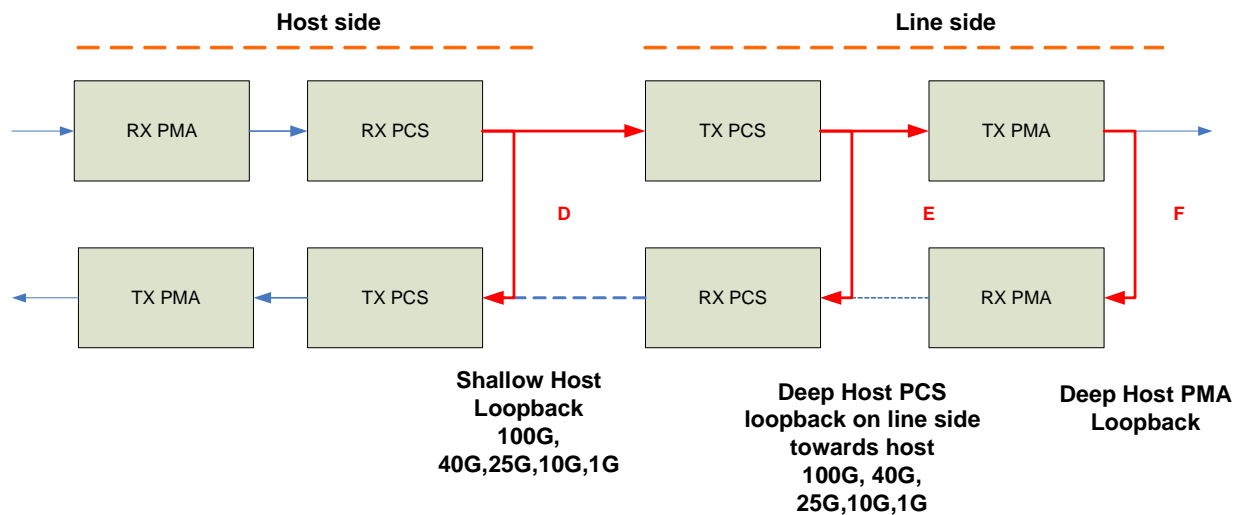 Host side
Line side
RX PMA
RX PCS
TX PCS
TX PMA
D
E
F
TX PMA
TX PCS
RX PCS
RX PMA
Shallow Host
Loopback
100G,
40G,25G,10G,1G
Deep Host PCS
loopback on line side
towards host
100G, 40G,
25G,10G,1G
Deep Host PMA
Loopback